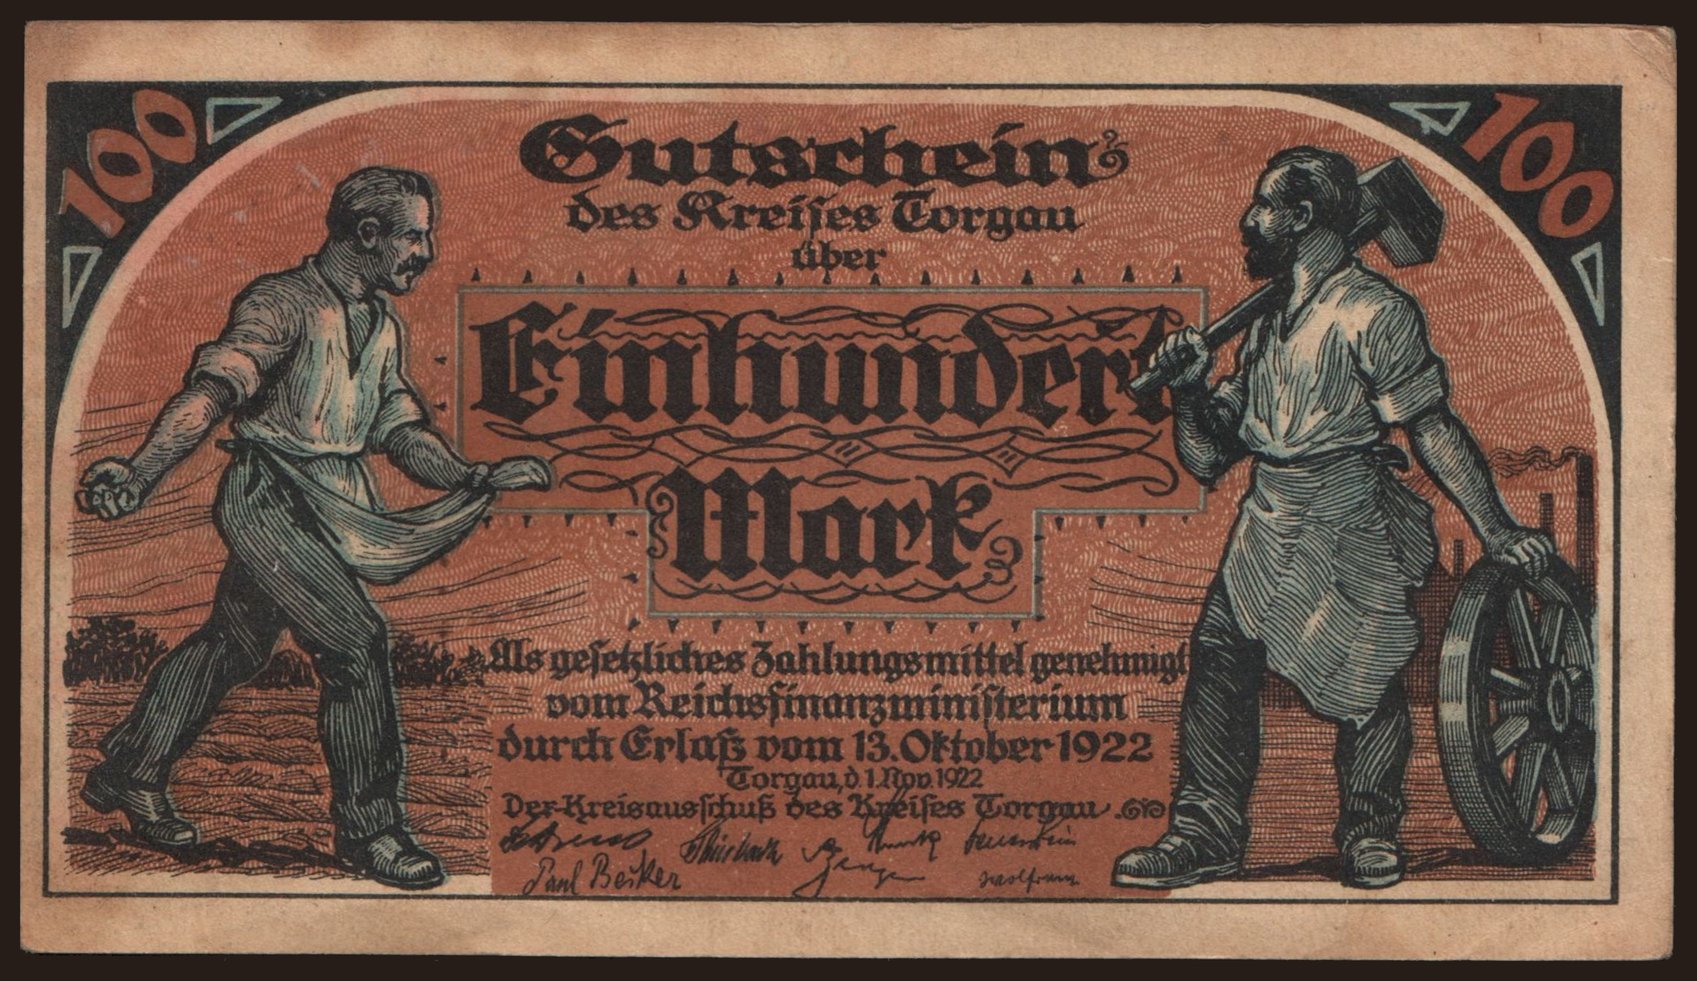 100
100
Gutschein
des Kreises Torgau
über
Einhundert
Mark
Als gesetzliches Zahlungsmittel genehmigt
vom Reichsfinanzministerium
durch Erlaß vom 13. Oktober 1922
Torgau, d. 1. Nov. 1922
Der Kreisausschuß des Kreises Torgau
Paul Beiker
Wolfram